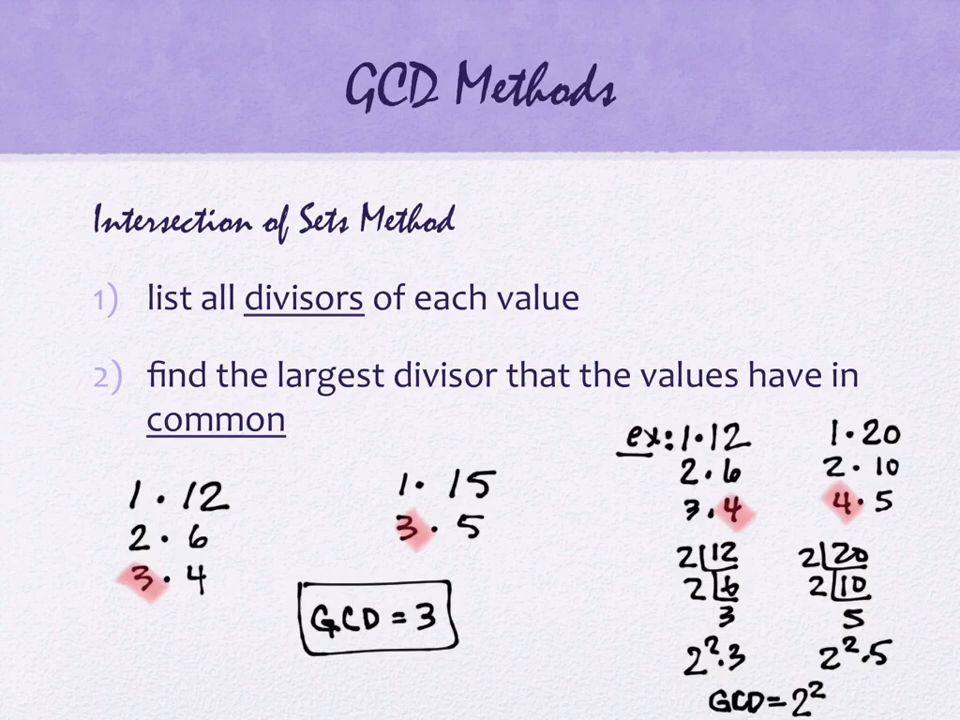 GCD Methods
Intersection of Sets Method
1) list all divisors of each value
2) find the largest divisor that the values have in
common
1 · 12
2 · 6
3 · 4
1 · 15
3 · 5
GCD = 3
ex: 1 · 12
2 · 6
3 · 4
1 · 20
2 · 10
4 · 5
2 12
2 6
3
2² · 3
2 20
2 10
5
2² · 5
GCD = 2²